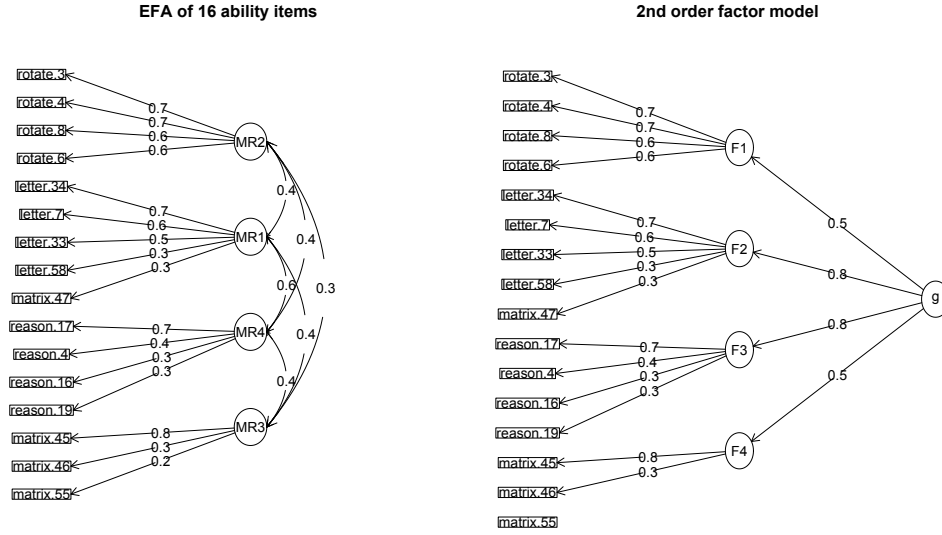 EFA of 16 ability items
rotate.3
rotate.4
rotate.8
rotate.6
letter.34
letter.7
letter.33
letter.58
matrix.47
reason.17
reason.4
reason.16
reason.19
matrix.45
matrix.46
matrix.55
0.7
0.7
0.6
0.6
0.7
0.6
0.5
0.3
0.3
0.7
0.4
0.3
0.3
0.8
0.3
0.2
MR2
MR1
MR4
MR3
0.4
0.4
0.3
0.6
0.4
0.4
2nd order factor model
rotate.3
rotate.4
rotate.8
rotate.6
letter.34
letter.7
letter.33
letter.58
matrix.47
reason.17
reason.4
reason.16
reason.19
matrix.45
matrix.46
matrix.55
0.7
0.7
0.6
0.6
0.7
0.6
0.5
0.3
0.3
0.7
0.4
0.3
0.3
0.8
0.3
F1
F2
F3
F4
0.5
0.8
0.8
0.5
g